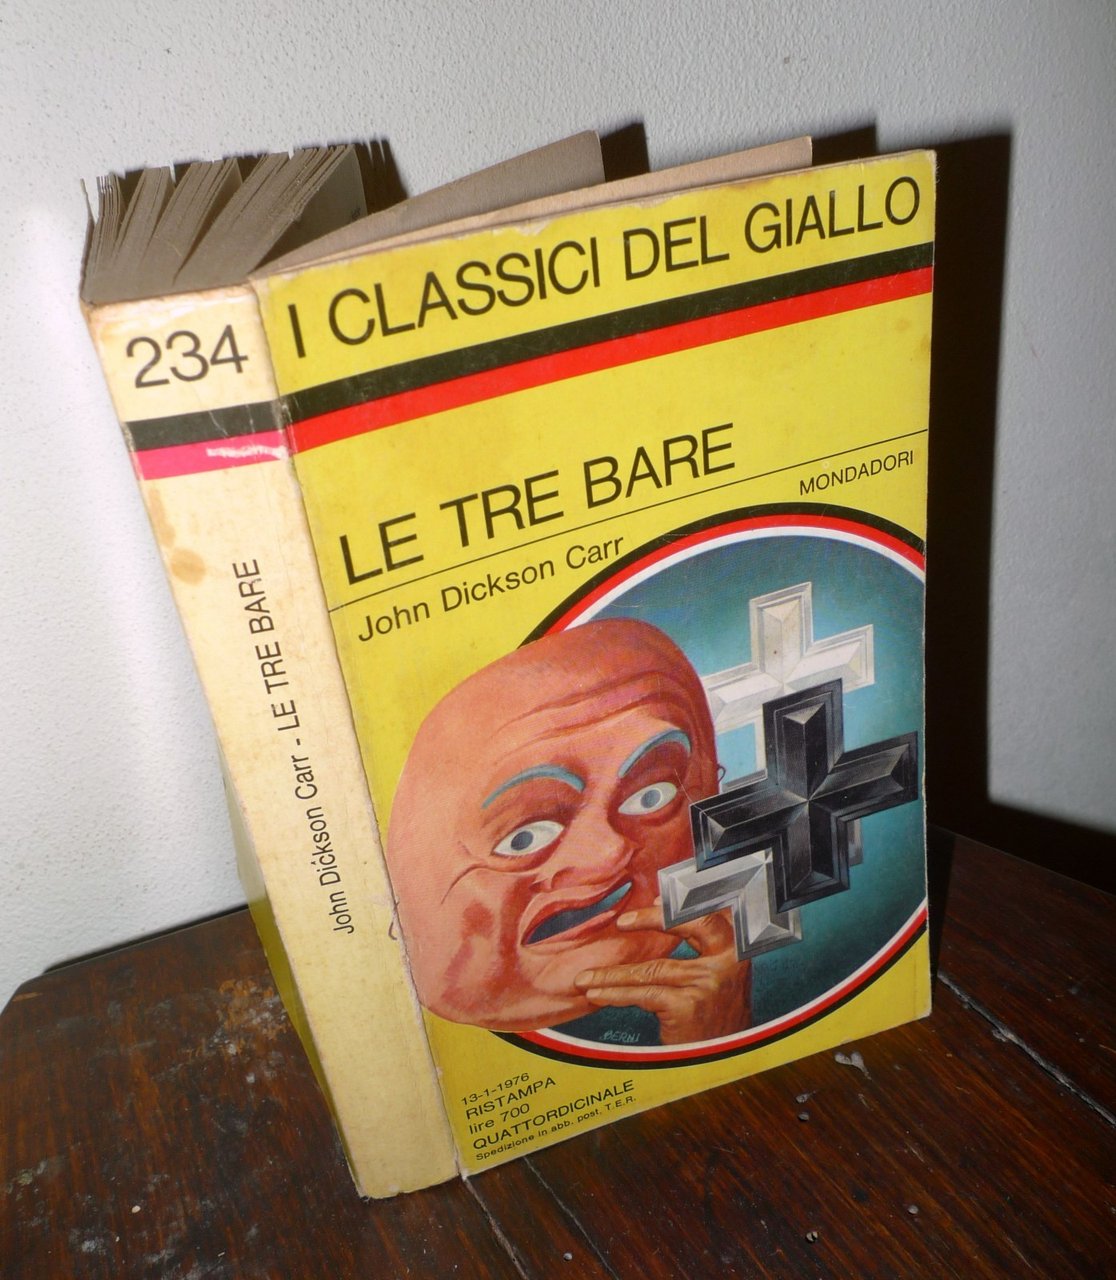 234
John Dickson Carr - LE TRE BARE
I CLASSICI DEL GIALLO
LE TRE BARE
MONDADORI
John Dickson Carr
BERNI
13-1-1976
RISTAMPA
lire 700
QUATTORDICINALE
Spedizione in abb. post. T.E.R.